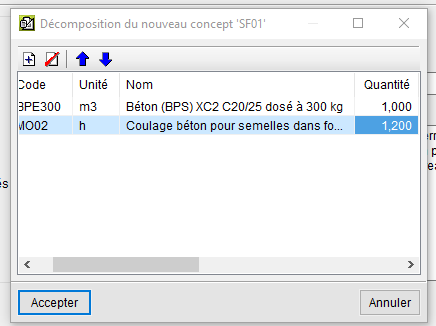 Décomposition du nouveau concept 'SF01'
Code Unité Nom Quantité
BPE300 m3 Béton (BPS) XC2 C20/25 dosé à 300 kg 1,000
MO02 h Coulage béton pour semelles dans fo... 1,200
Accepter Annuler